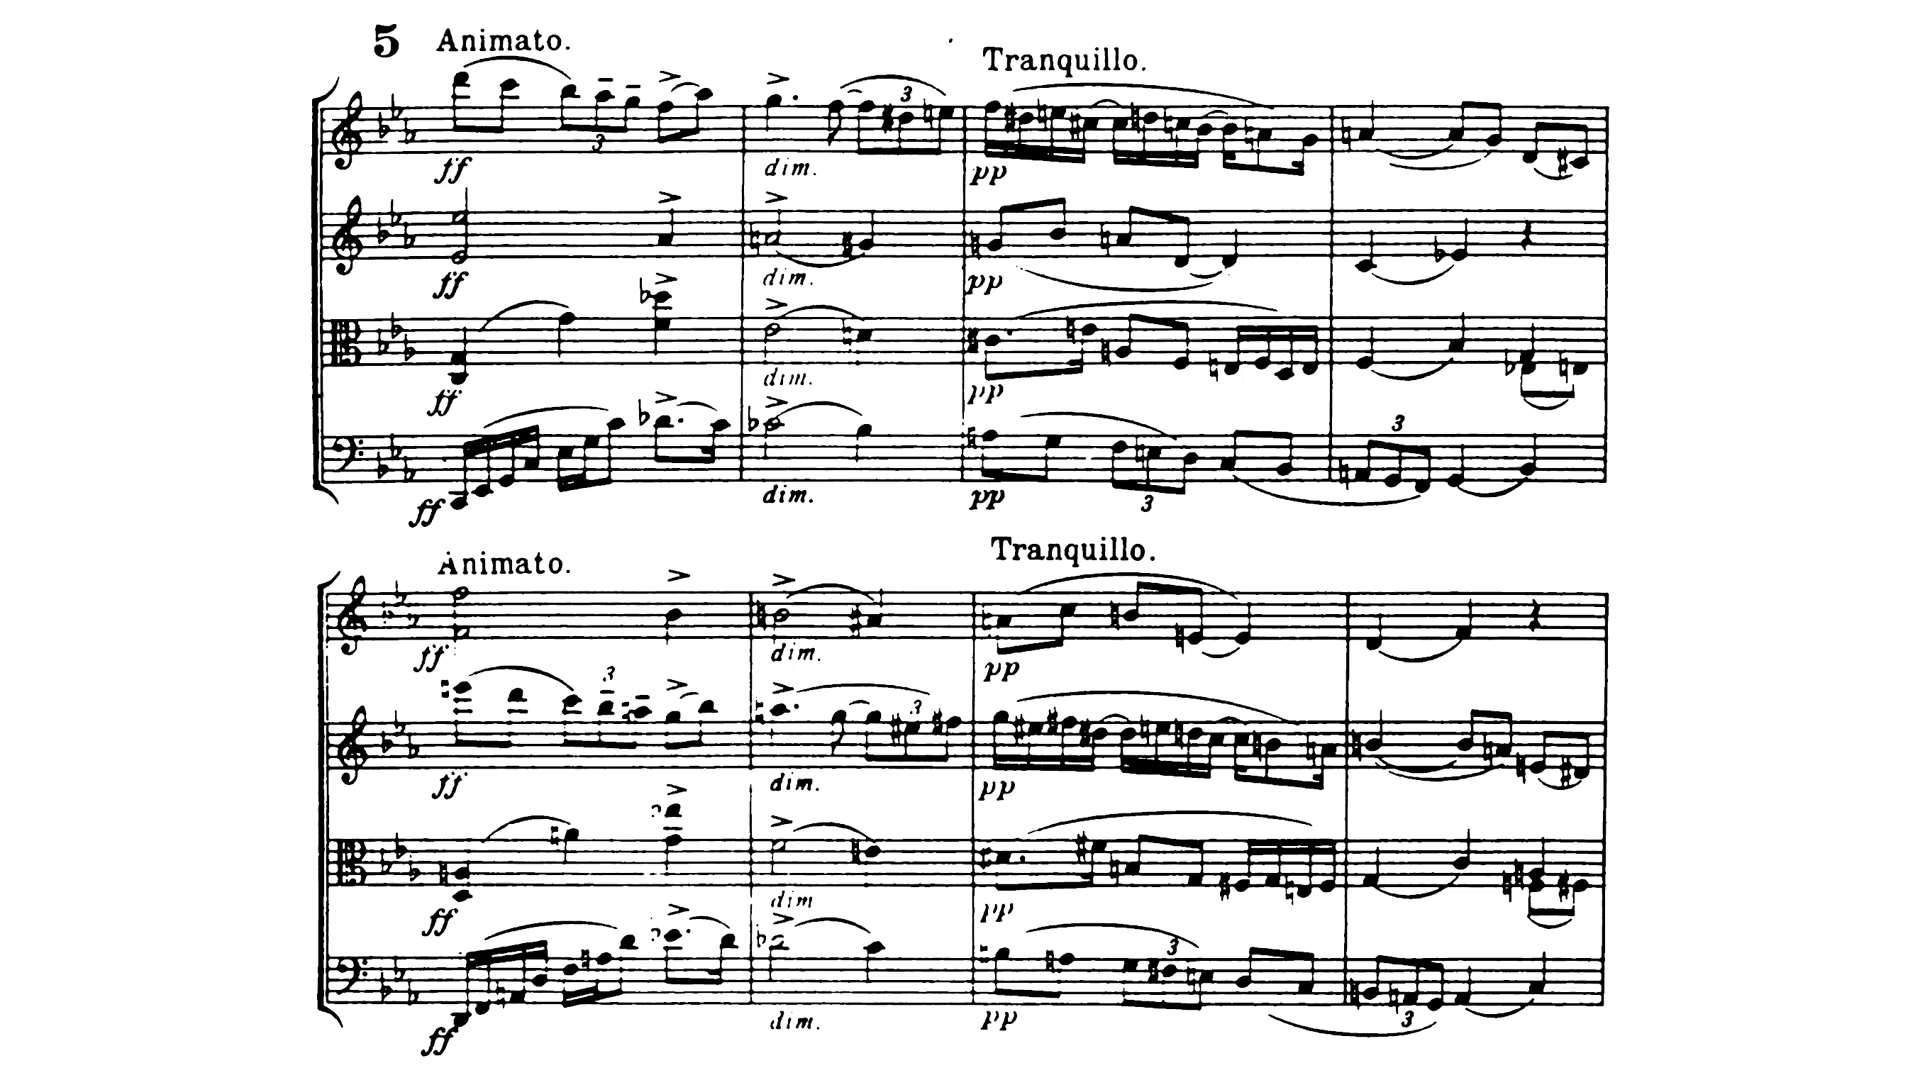 5 Animato.
Tranquillo.
3 3
ff dim. pp
ff dim. pp
ff dim. pp
3
ff dim. pp 3
Animato. Tranquillo.
ff dim. pp
3 3
ff dim. pp
ff dim pp
3
ff dim. pp 3